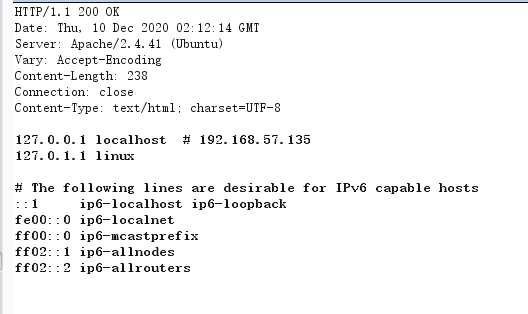 HTTP/1.1 200 OK
Date: Thu, 10 Dec 2020 02:12:14 GMT
Server: Apache/2.4.41 (Ubuntu)
Vary: Accept-Encoding
Content-Length: 238
Connection: close
Content-Type: text/html; charset=UTF-8
127.0.0.1 localhost  # 192.168.57.135
127.0.1.1 linux
# The following lines are desirable for IPv6 capable hosts
::1     ip6-localhost ip6-loopback
fe00::0 ip6-localnet
ff00::0 ip6-mcastprefix
ff02::1 ip6-allnodes
ff02::2 ip6-allrouters